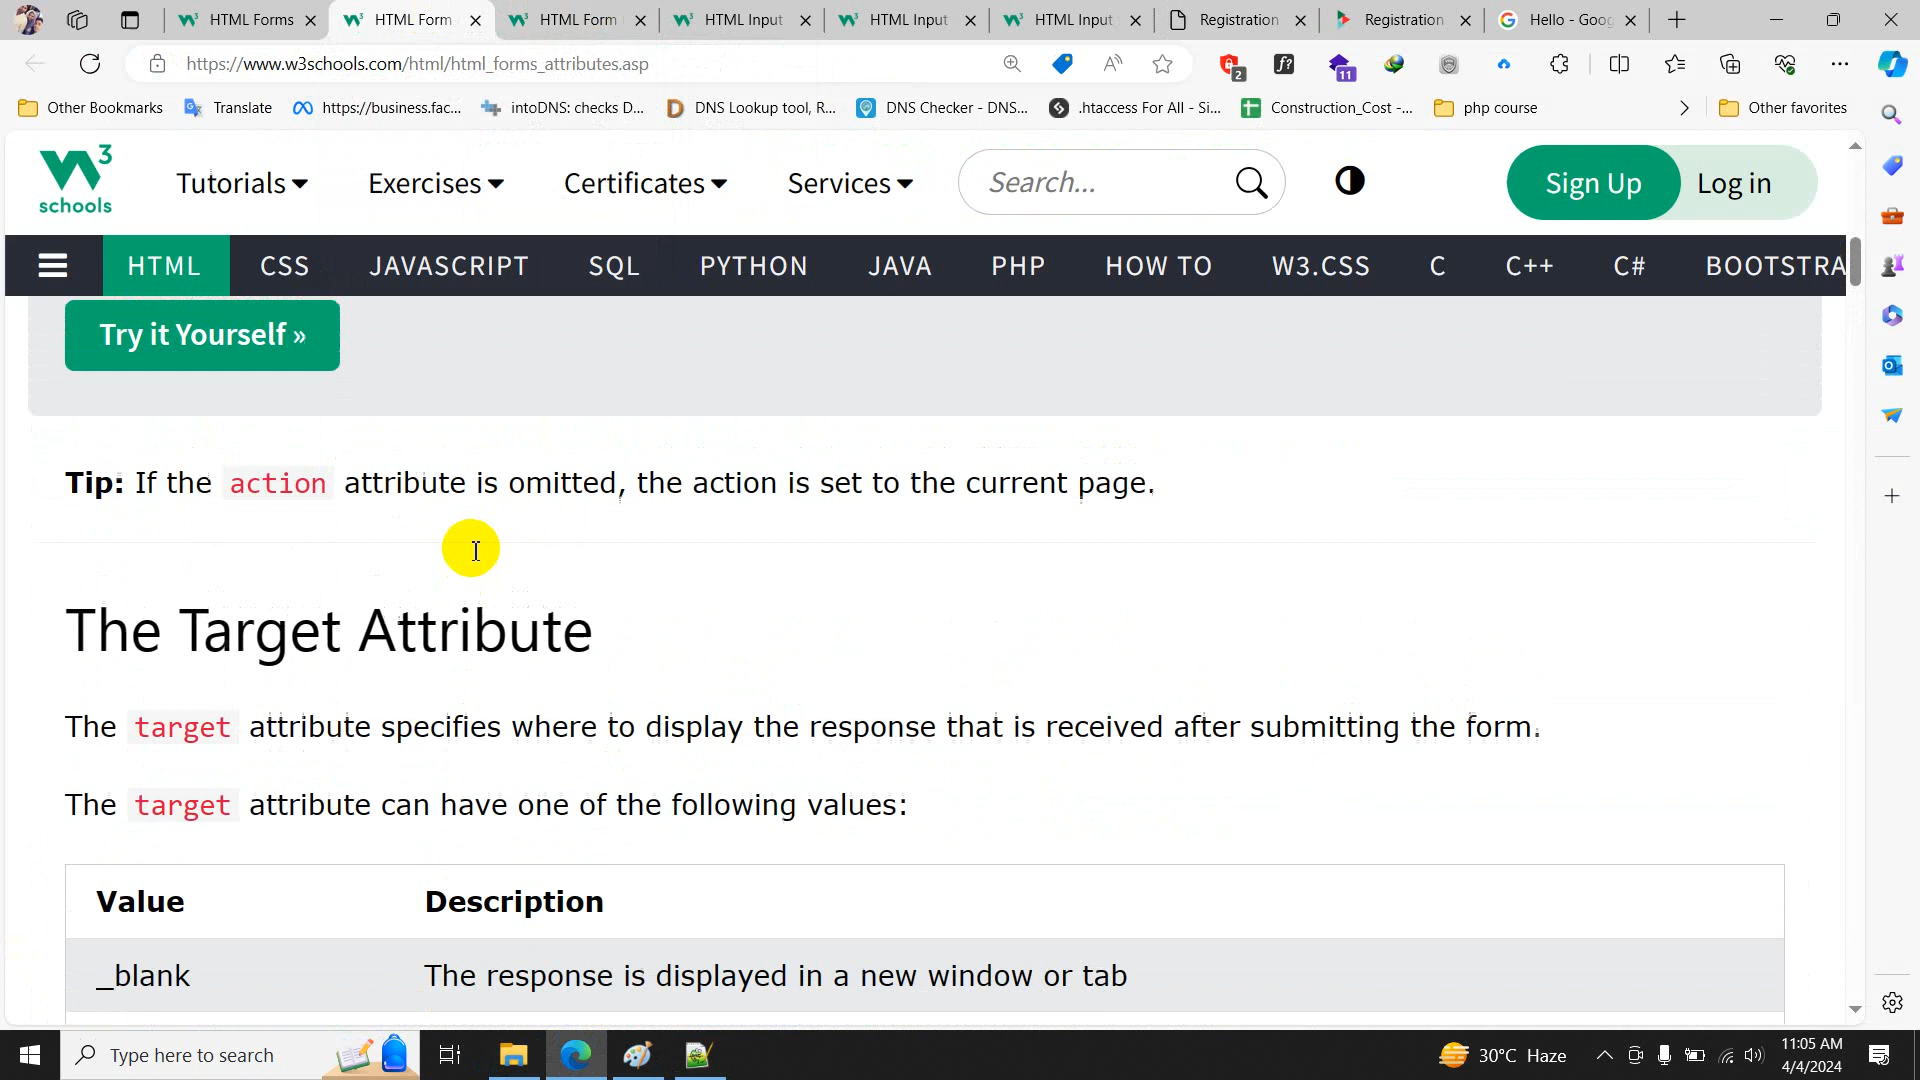 HTML Forms
HTML Form
HTML Form
HTML Input
HTML Input
HTML Input
Registration
Registration
Hello - Goog
https://www.w3schools.com/html/html_forms_attributes.asp
2
f?
11
Other Bookmarks
Translate
https://business.fac...
intoDNS: checks D...
DNS Lookup tool, R...
DNS Checker - DNS...
.htaccess For All - Si...
Construction_Cost -...
php course
Other favorites
W3 schools
Tutorials
Exercises
Certificates
Services
Search...
Sign Up
Log in
HTML
CSS
JAVASCRIPT
SQL
PYTHON
JAVA
PHP
HOW TO
W3.CSS
C
C++
C#
BOOTSTRA
Try it Yourself »
Tip: If the action attribute is omitted, the action is set to the current page.
The Target Attribute
The target attribute specifies where to display the response that is received after submitting the form.
The target attribute can have one of the following values:
Value Description
_blank The response is displayed in a new window or tab
Type here to search
30°C Haze
11:05 AM
4/4/2024